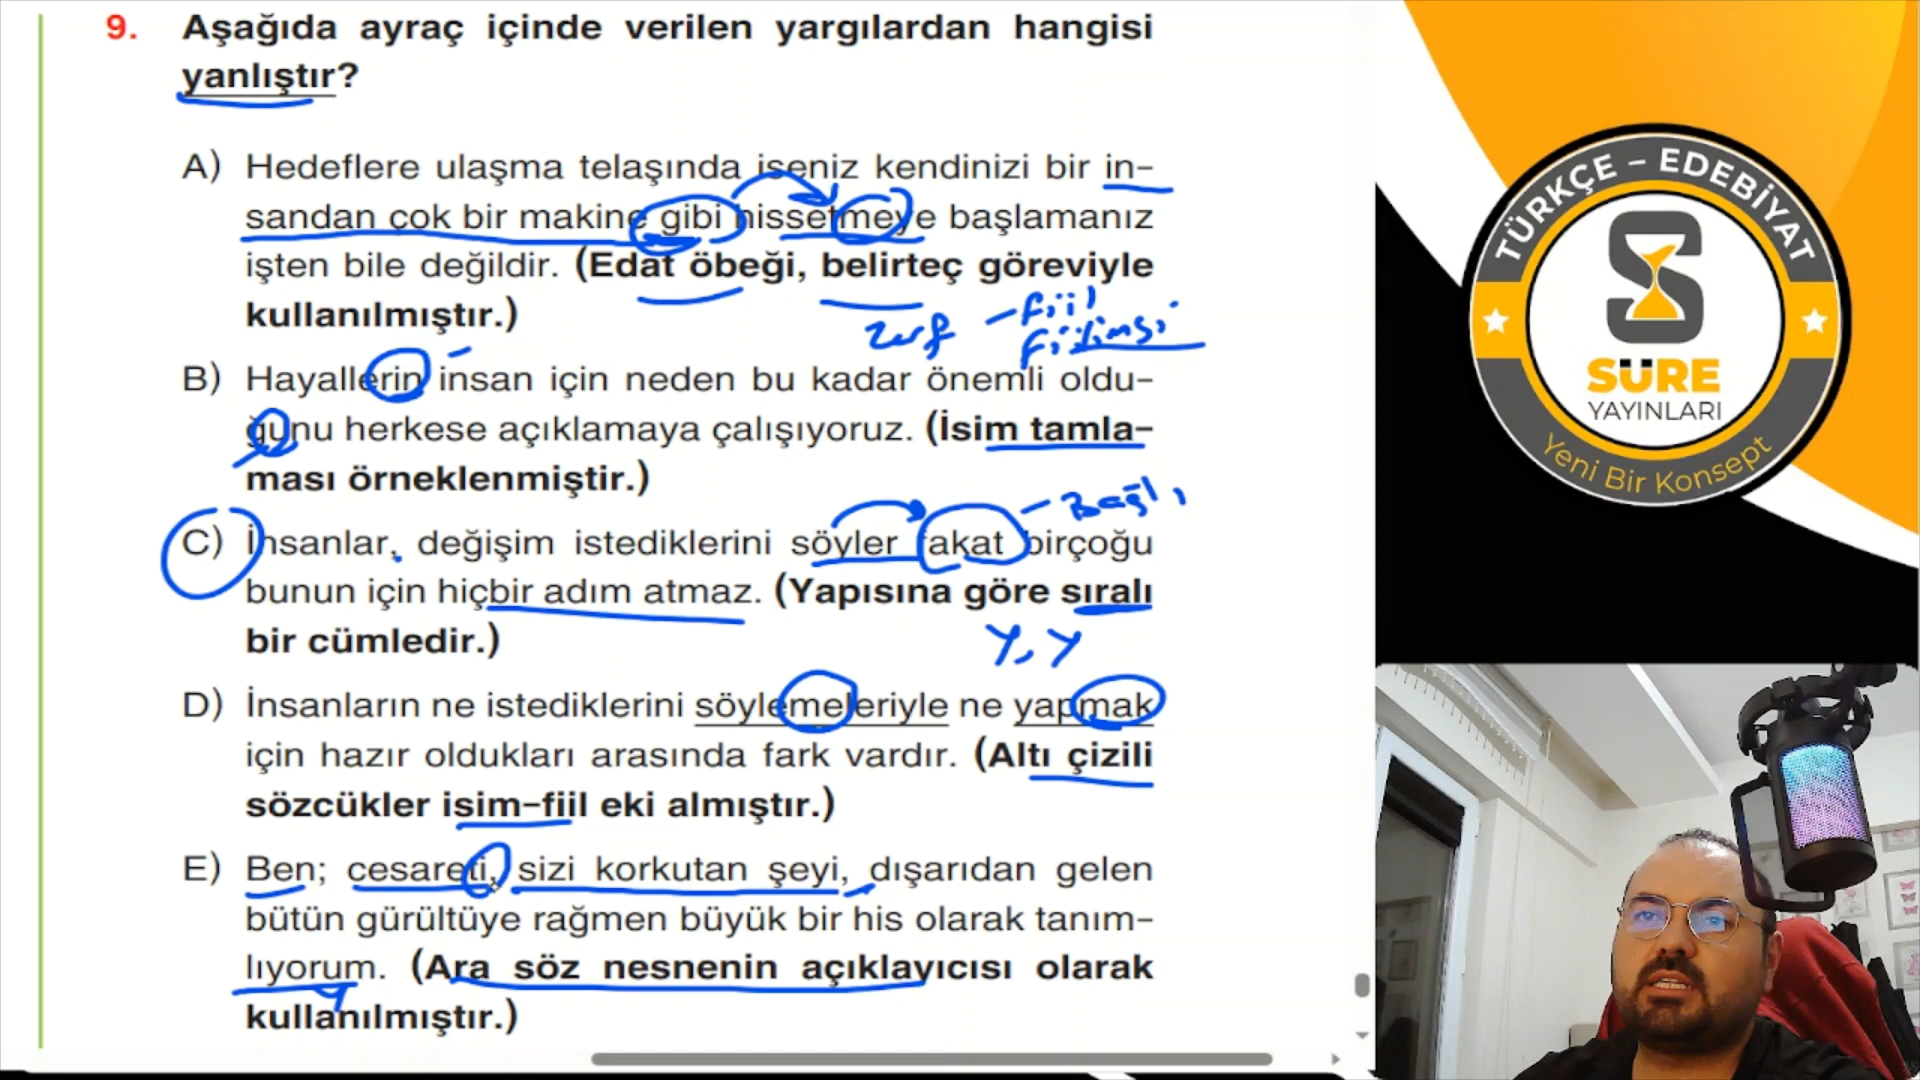 9. Aşağıda ayraç içinde verilen yargılardan hangisi
yanlıştır?
A) Hedeflere ulaşma telaşında iseniz kendinizi bir in-
sandan çok bir makine gibi hissetmeye başlamanız
işten bile değildir. (Edat öbeği, belirteç göreviyle
kullanılmıştır.)
zarf – fiil
fiilimsi
B) Hayallerin insan için neden bu kadar önemli oldu-
ğunu herkese açıklamaya çalışıyoruz. (İsim tamla-
ması örneklenmiştir.)
Bağlı
C) İnsanlar, değişim istediklerini söyler fakat birçoğu
bunun için hiçbir adım atmaz. (Yapısına göre sıralı
bir cümledir.)
Y, Y
D) İnsanların ne istediklerini söylemeleriyle ne yapmak
için hazır oldukları arasında fark vardır. (Altı çizili
sözcükler isim-fiil eki almıştır.)
E) Ben; cesareti, sizi korkutan şeyi, dışarıdan gelen
bütün gürültüye rağmen büyük bir his olarak tanım-
lıyorum. (Ara söz nesnenin açıklayıcısı olarak
kullanılmıştır.)
y
TÜRKÇE – EDEBİYAT
SÜRE
YAYINLARI
Yeni Bir Konsept